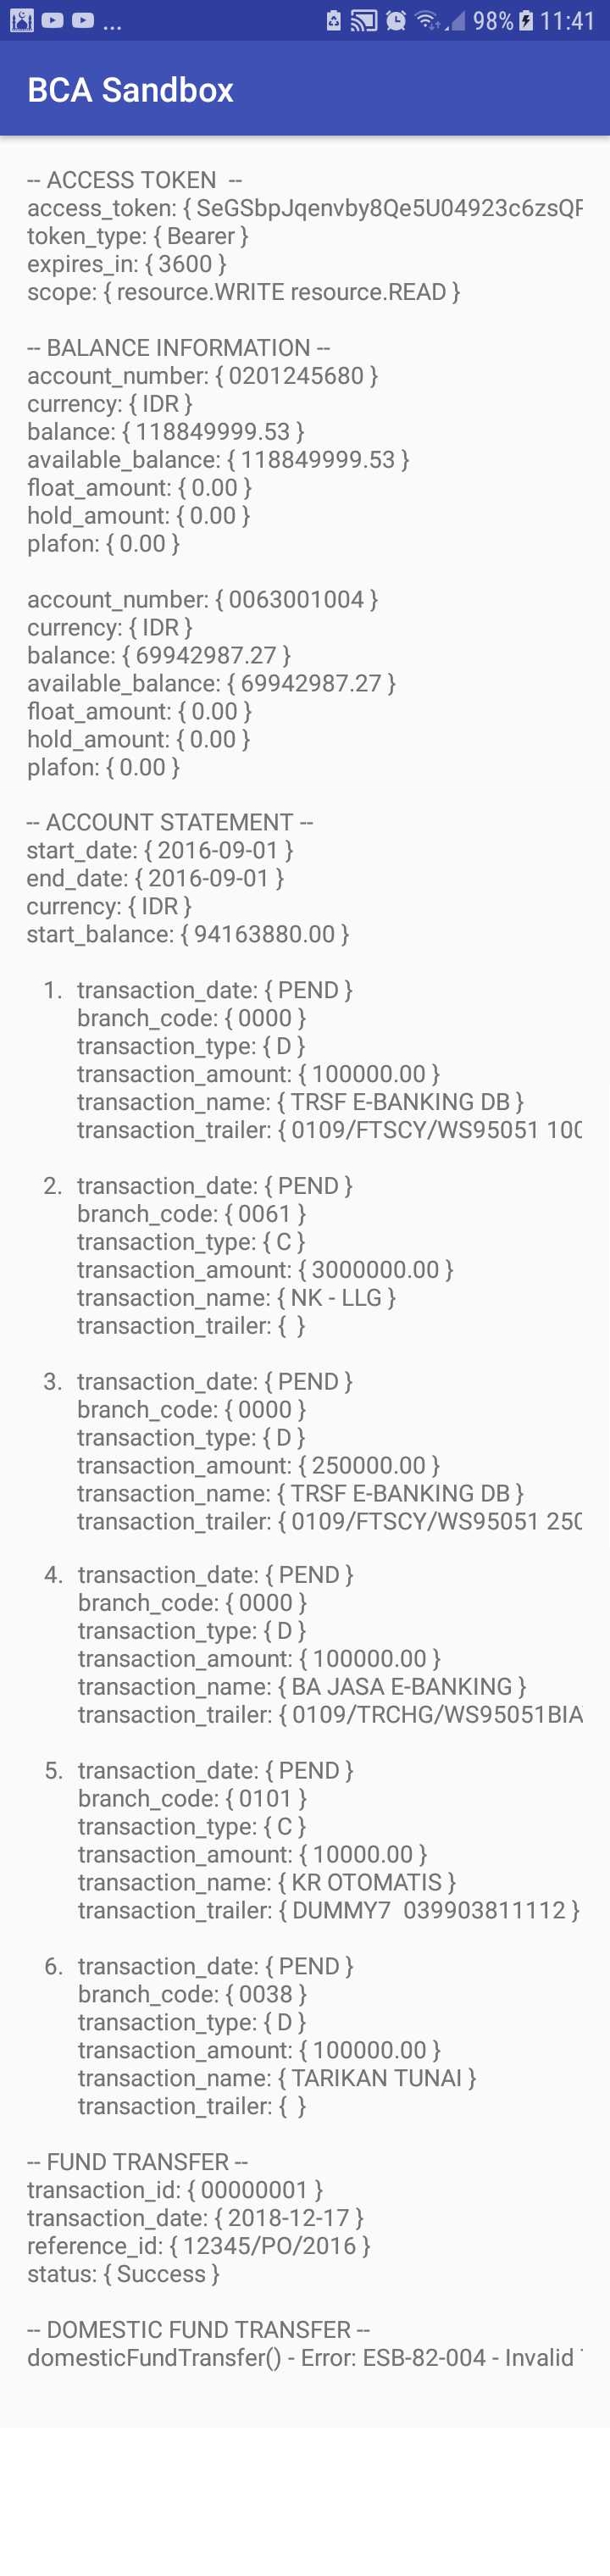 ... 98% 11:41
BCA Sandbox
-- ACCESS TOKEN --
access_token: { SeGSbpJqenvby8Qe5U04923c6zsQF
token_type: { Bearer }
expires_in: { 3600 }
scope: { resource.WRITE resource.READ }
-- BALANCE INFORMATION --
account_number: { 0201245680 }
currency: { IDR }
balance: { 118849999.53 }
available_balance: { 118849999.53 }
float_amount: { 0.00 }
hold_amount: { 0.00 }
plafon: { 0.00 }
account_number: { 0063001004 }
currency: { IDR }
balance: { 69942987.27 }
available_balance: { 69942987.27 }
float_amount: { 0.00 }
hold_amount: { 0.00 }
plafon: { 0.00 }
-- ACCOUNT STATEMENT --
start_date: { 2016-09-01 }
end_date: { 2016-09-01 }
currency: { IDR }
start_balance: { 94163880.00 }
1. transaction_date: { PEND }
branch_code: { 0000 }
transaction_type: { D }
transaction_amount: { 100000.00 }
transaction_name: { TRSF E-BANKING DB }
transaction_trailer: { 0109/FTSCY/WS95051 100
2. transaction_date: { PEND }
branch_code: { 0061 }
transaction_type: { C }
transaction_amount: { 3000000.00 }
transaction_name: { NK - LLG }
transaction_trailer: { }
3. transaction_date: { PEND }
branch_code: { 0000 }
transaction_type: { D }
transaction_amount: { 250000.00 }
transaction_name: { TRSF E-BANKING DB }
transaction_trailer: { 0109/FTSCY/WS95051 250
4. transaction_date: { PEND }
branch_code: { 0000 }
transaction_type: { D }
transaction_amount: { 100000.00 }
transaction_name: { BA JASA E-BANKING }
transaction_trailer: { 0109/TRCHG/WS95051BIA
5. transaction_date: { PEND }
branch_code: { 0101 }
transaction_type: { C }
transaction_amount: { 10000.00 }
transaction_name: { KR OTOMATIS }
transaction_trailer: { DUMMY7 039903811112 }
6. transaction_date: { PEND }
branch_code: { 0038 }
transaction_type: { D }
transaction_amount: { 100000.00 }
transaction_name: { TARIKAN TUNAI }
transaction_trailer: { }
-- FUND TRANSFER --
transaction_id: { 00000001 }
transaction_date: { 2018-12-17 }
reference_id: { 12345/PO/2016 }
status: { Success }
-- DOMESTIC FUND TRANSFER --
domesticFundTransfer() - Error: ESB-82-004 - Invalid